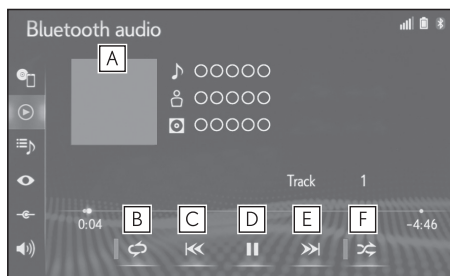 Bluetooth audio
A
OOOOO
OOOOO
OOOOO
Track 1
0:04
B C D E F
-4:46